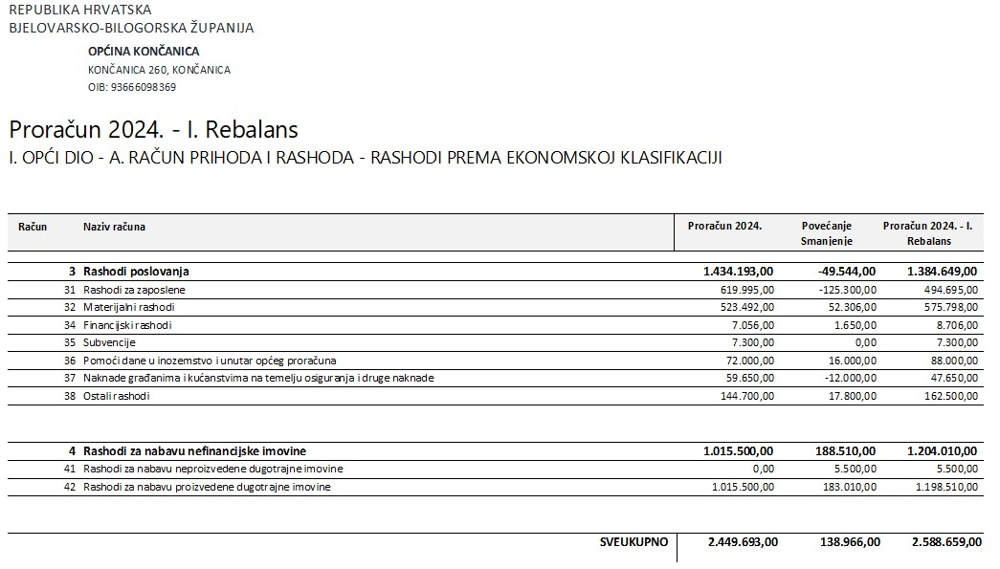 REPUBLIKA HRVATSKA
BJELOVARSKO-BILOGORSKA ŽUPANIJA
OPĆINA KONČANICA
KONČANICA 260, KONČANICA
OIB: 93666098369
Proračun 2024. - I. Rebalans
I. OPĆI DIO - A. RAČUN PRIHODA I RASHODA - RASHODI PREMA EKONOMSKOJ KLASIFIKACIJI
Račun Naziv računa Proračun 2024. Povećanje Smanjenje Proračun 2024. - I. Rebalans
3 Rashodi poslovanja 1.434.193,00 -49.544,00 1.384.649,00
31 Rashodi za zaposlene 619.995,00 -125.300,00 494.695,00
32 Materijalni rashodi 523.492,00 52.306,00 575.798,00
34 Financijski rashodi 7.056,00 1.650,00 8.706,00
35 Subvencije 7.300,00 0,00 7.300,00
36 Pomoći dane u inozemstvo i unutar općeg proračuna 72.000,00 16.000,00 88.000,00
37 Naknade građanima i kućanstvima na temelju osiguranja i druge naknade 59.650,00 -12.000,00 47.650,00
38 Ostali rashodi 144.700,00 17.800,00 162.500,00
4 Rashodi za nabavu nefinancijske imovine 1.015.500,00 188.510,00 1.204.010,00
41 Rashodi za nabavu neproizvedene dugotrajne imovine 0,00 5.500,00 5.500,00
42 Rashodi za nabavu proizvedene dugotrajne imovine 1.015.500,00 183.010,00 1.198.510,00
SVEUKUPNO 2.449.693,00 138.966,00 2.588.659,00